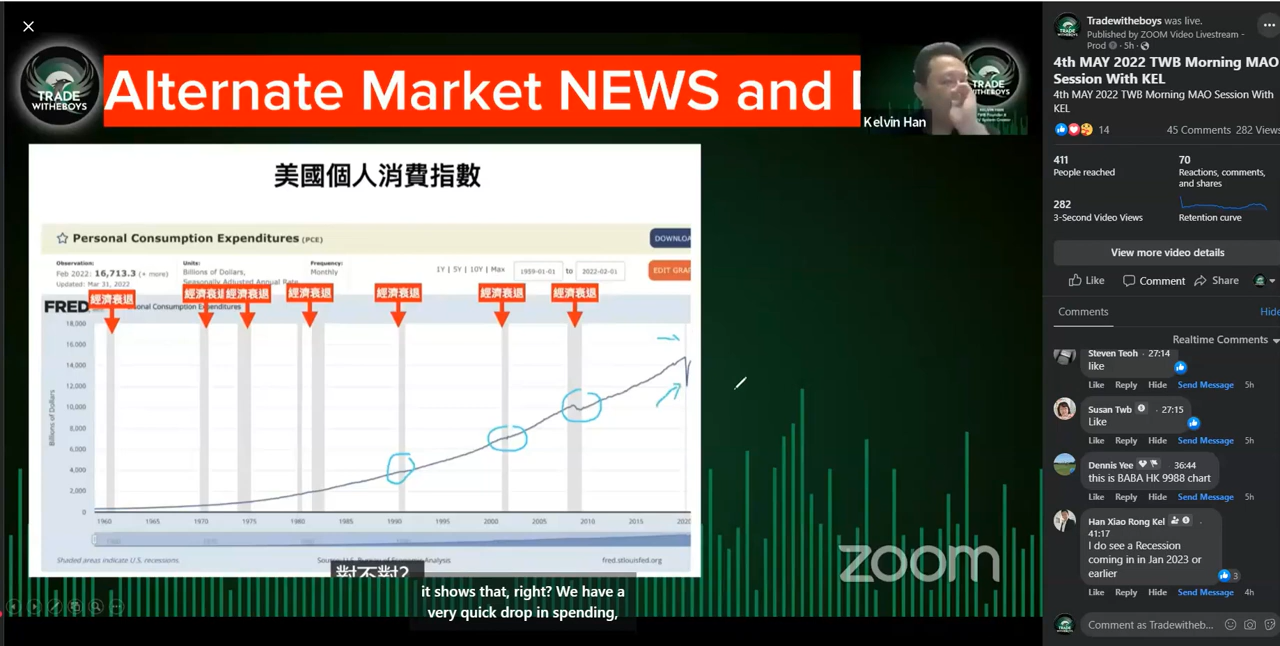 TRADE
WITHEBOYS
Alternate Market NEWS and
Kelvin Han
美國個人消費指數
Personal Consumption Expenditures (PCE)
DOWNLOA
Observation:
Feb 2022: 16,713.3 (+ more)
Updated: Mar 31, 2022
Units:
Billions of Dollars,
Seasonally Adjusted Annual Rate
Frequency:
Monthly
1Y | 5Y | 10Y | Max
1959-01-01 to 2022-02-01
EDIT GRA
經濟衰退
經濟衰退
經濟衰退
經濟衰退
經濟衰退
經濟衰退
經濟衰退
FRED
onal Consumption Expenditures
18,000
16,000
14,000
12,000
10,000
8,000
6,000
4,000
2,000
0
Billions of Dollars
1960 1965 1970 1975 1980 1985 1990 1995 2000 2005 2010 2015 2020
Shaded areas indicate U.S. recessions.
Analysis
fred.stlouisfed.org
對不對?
it shows that, right? We have a
very quick drop in spending,
zoom
Tradewitheboys was live.
Published by ZOOM Video Livestream -
Prod · 5h ·
4th MAY 2022 TWB Morning MAO
Session With KEL
4th MAY 2022 TWB Morning MAO Session With
KEL
14
45 Comments 282 Views
411
People reached
70
Reactions, comments,
and shares
282
3-Second Video Views
Retention curve
View more video details
Like Comment Share
Comments
Hide
Realtime Comments
Steven Teoh · 27:14
like
Like Reply Hide Send Message 5h
Susan Twb · 27:15
Like
Like Reply Hide Send Message 5h
Dennis Yee 36:44
this is BABA HK 9988 chart
Like Reply Hide Send Message 5h
Han Xiao Rong Kel ·
41:17
I do see a Recession
coming in in Jan 2023 or
earlier
3
Like Reply Hide Send Message 4h
Comment as Tradewitheb...